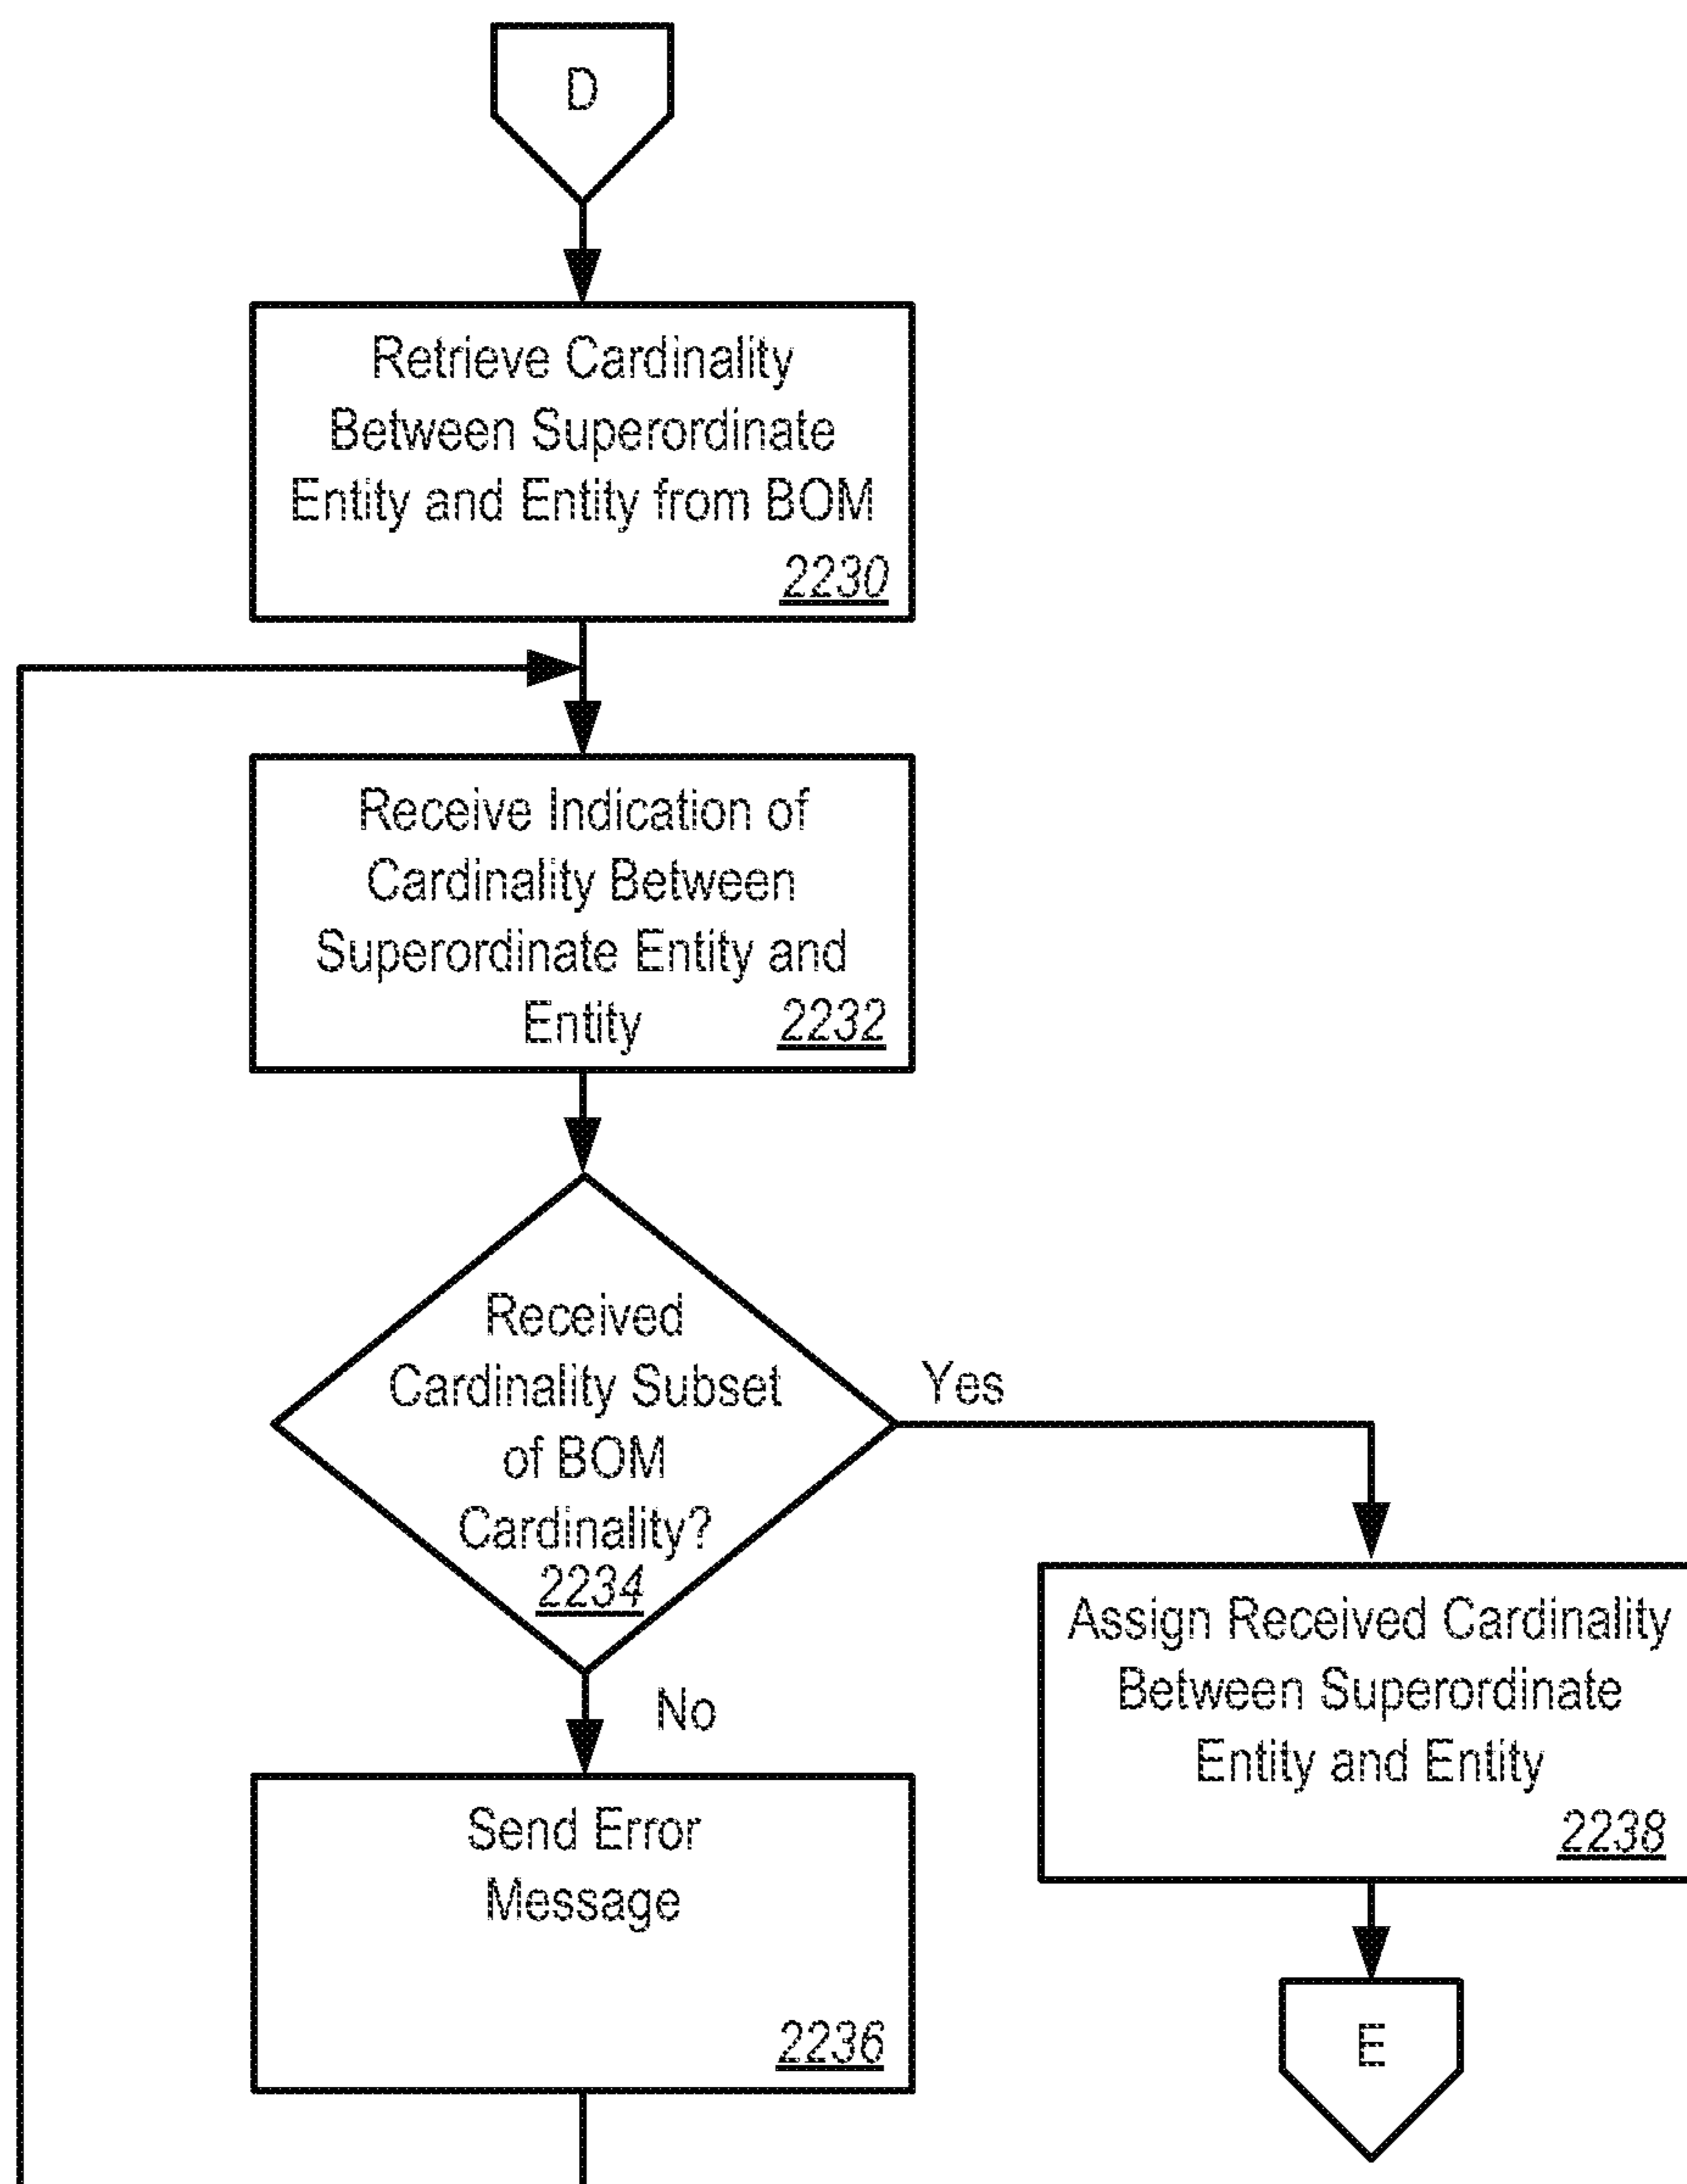 D
Retrieve Cardinality
Between Superordinate
Entity and Entity from BOM
2230
Receive Indication of
Cardinality Between
Superordinate Entity and
Entity 2232
Received
Cardinality Subset
of BOM
Cardinality?
2234
Yes
No
Assign Received Cardinality
Between Superordinate
Entity and Entity
2238
Send Error
Message
2236
E